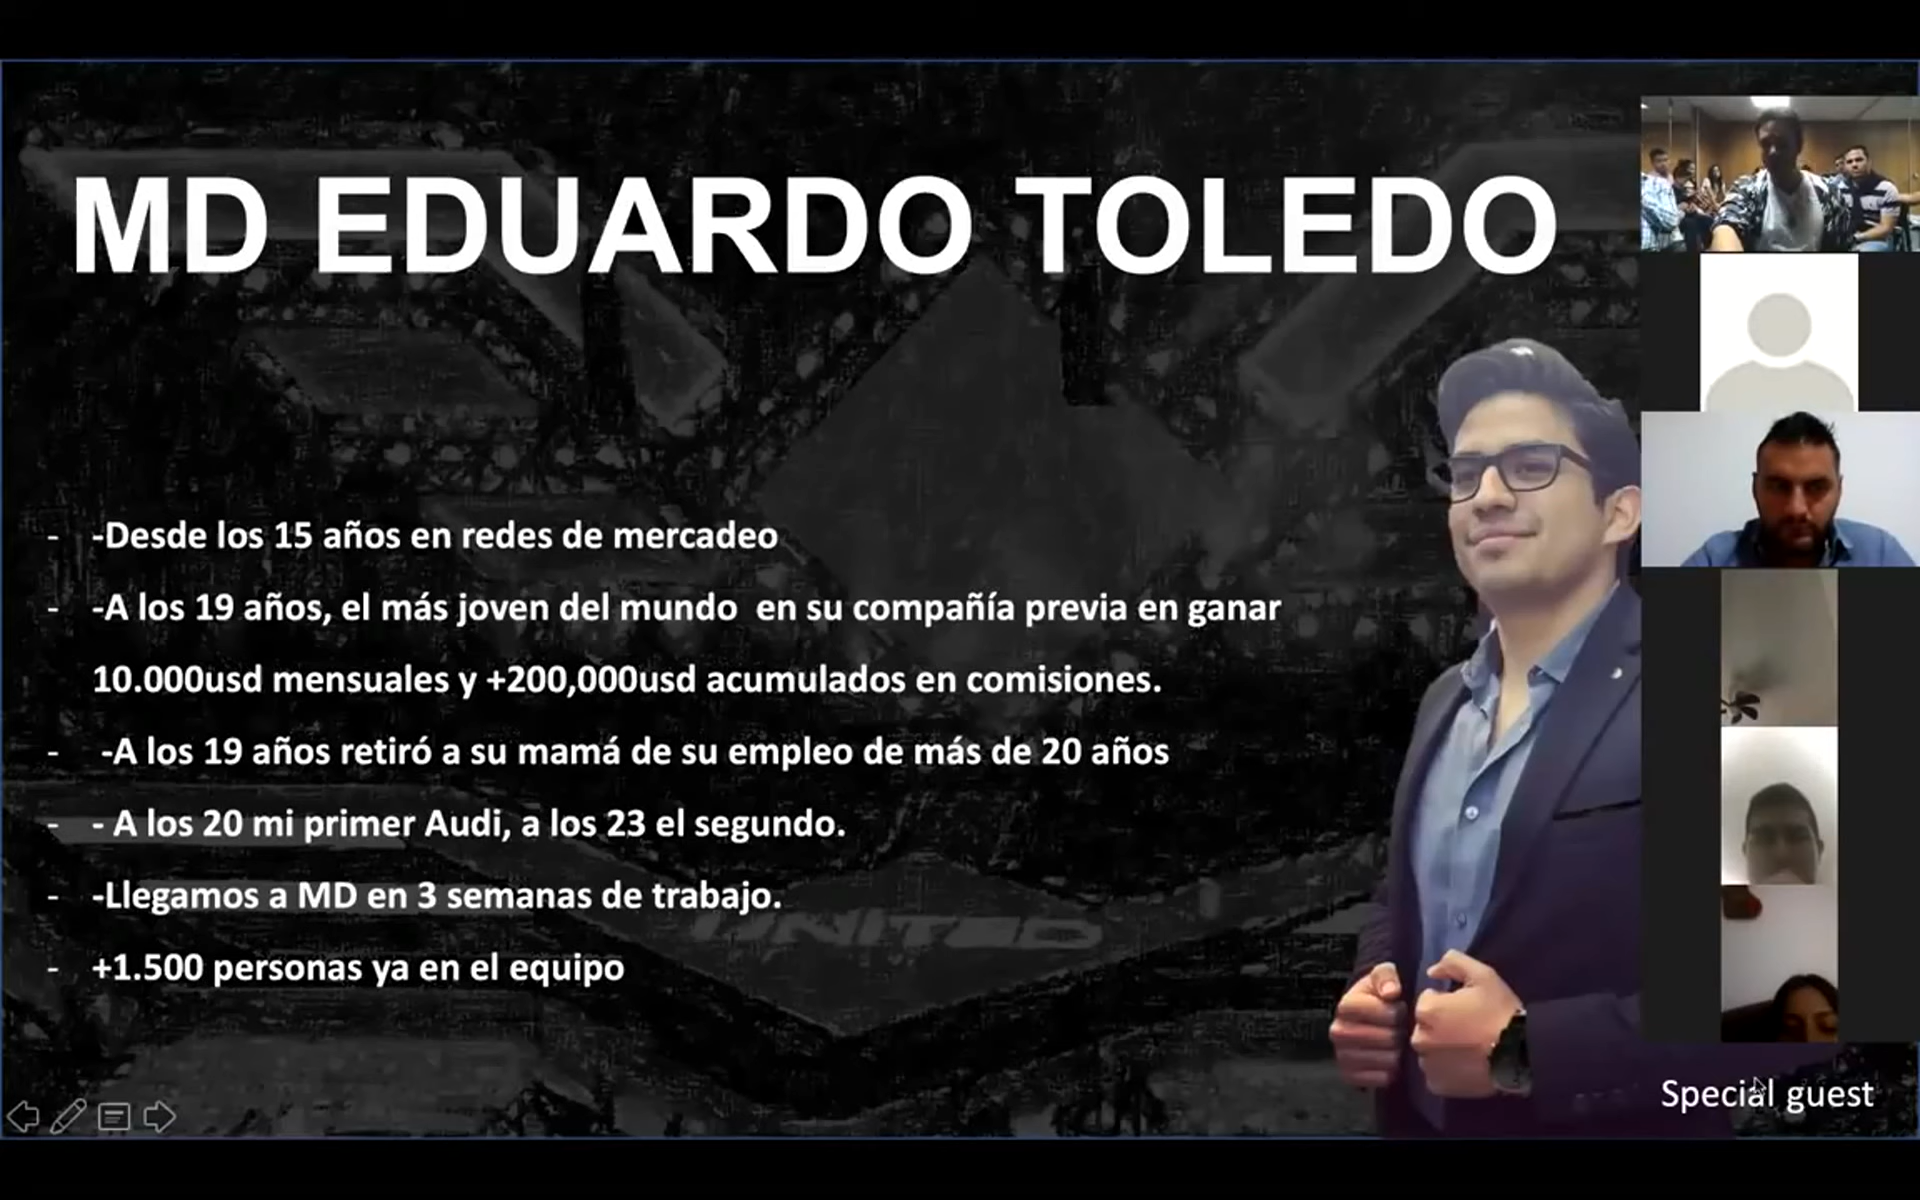 MD EDUARDO TOLEDO
- -Desde los 15 años en redes de mercadeo
- -A los 19 años, el más joven del mundo en su compañía previa en ganar
10.000usd mensuales y +200,000usd acumulados en comisiones.
- -A los 19 años retiró a su mamá de su empleo de más de 20 años
- - A los 20 mi primer Audi, a los 23 el segundo.
- -Llegamos a MD en 3 semanas de trabajo.
UNITED
- +1.500 personas ya en el equipo
Special guest